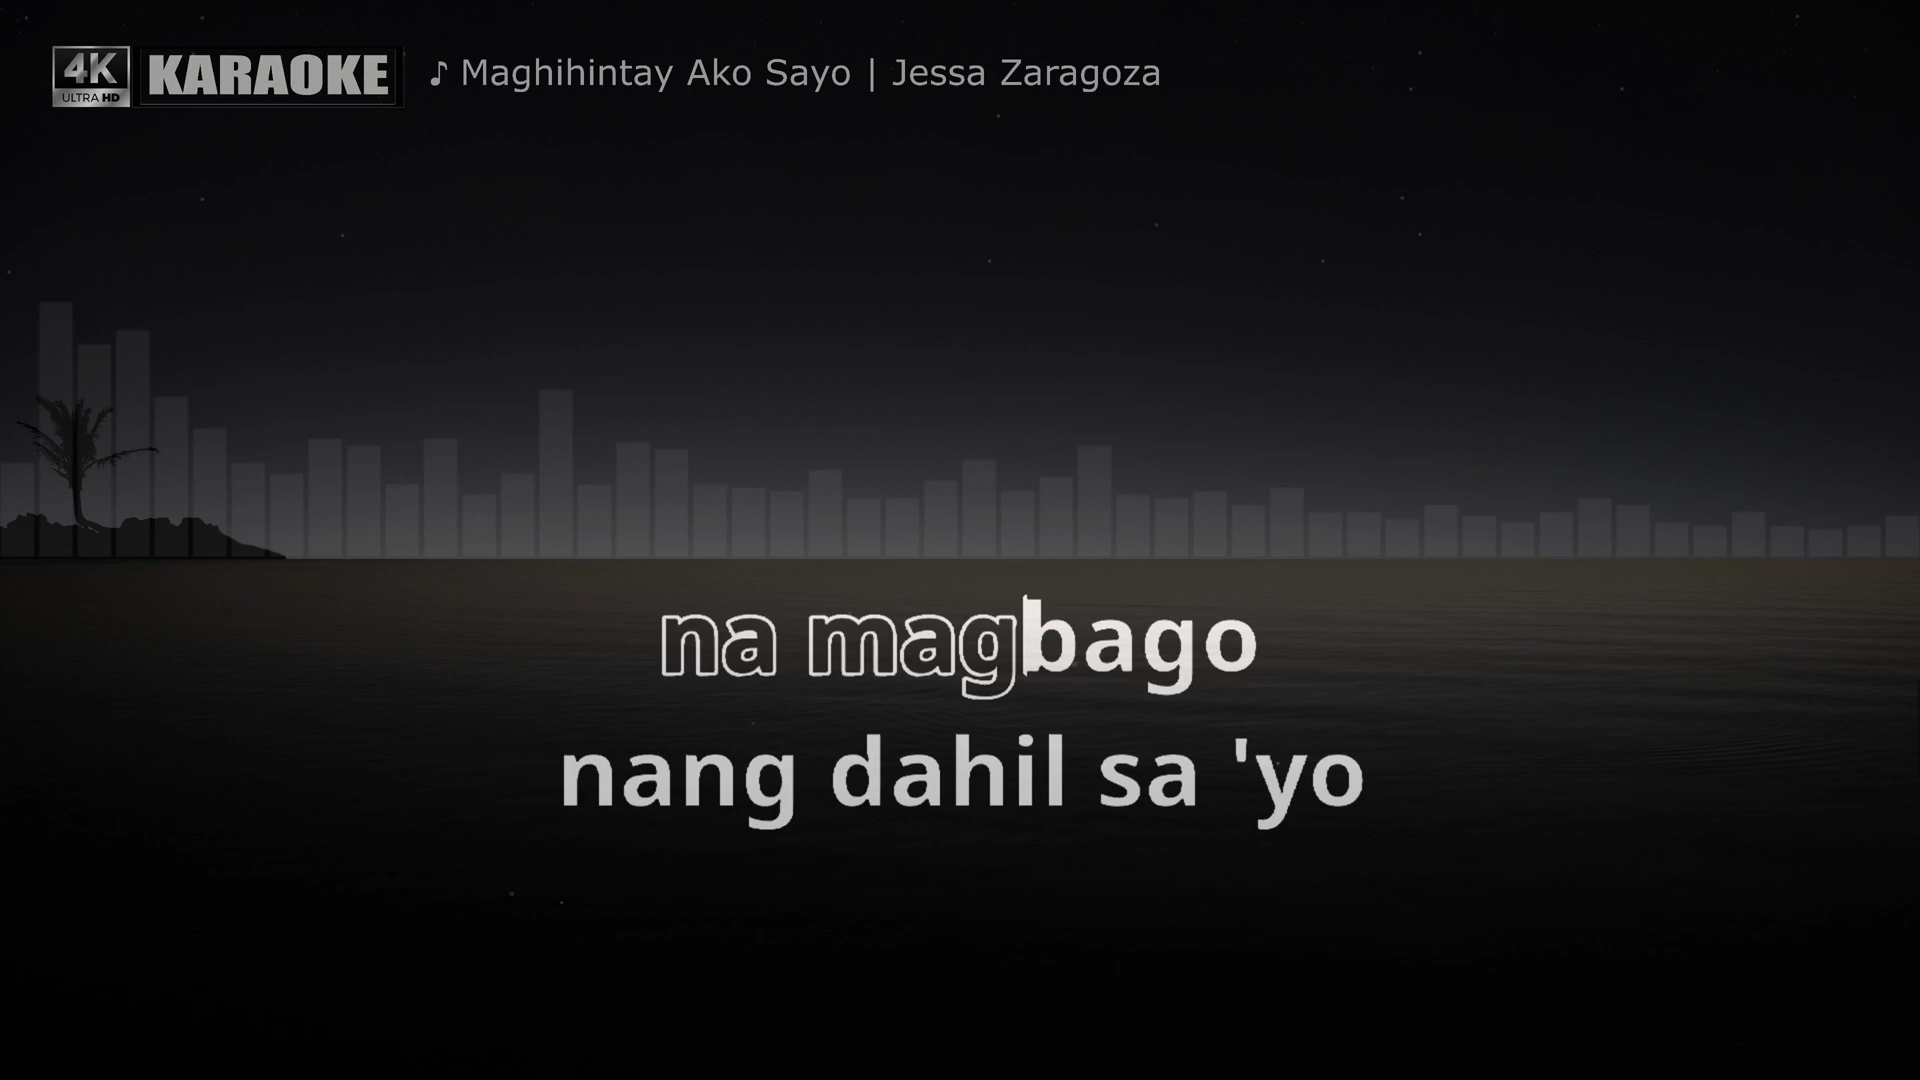 4K ULTRA HD KARAOKE ♪ Maghihintay Ako Sayo | Jessa Zaragoza
na magbago
nang dahil sa 'yo